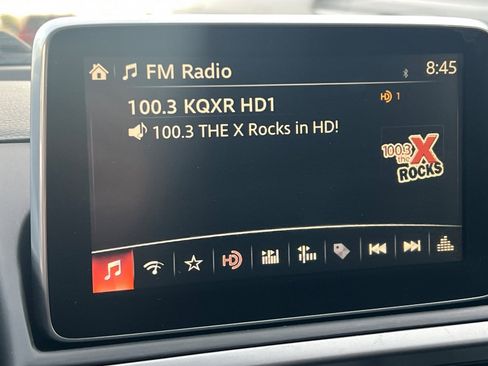 FM Radio
8:45
100.3 KQXR HD1
HD 1
100.3 THE X Rocks in HD!
100.3
the X
ROCKS
HD